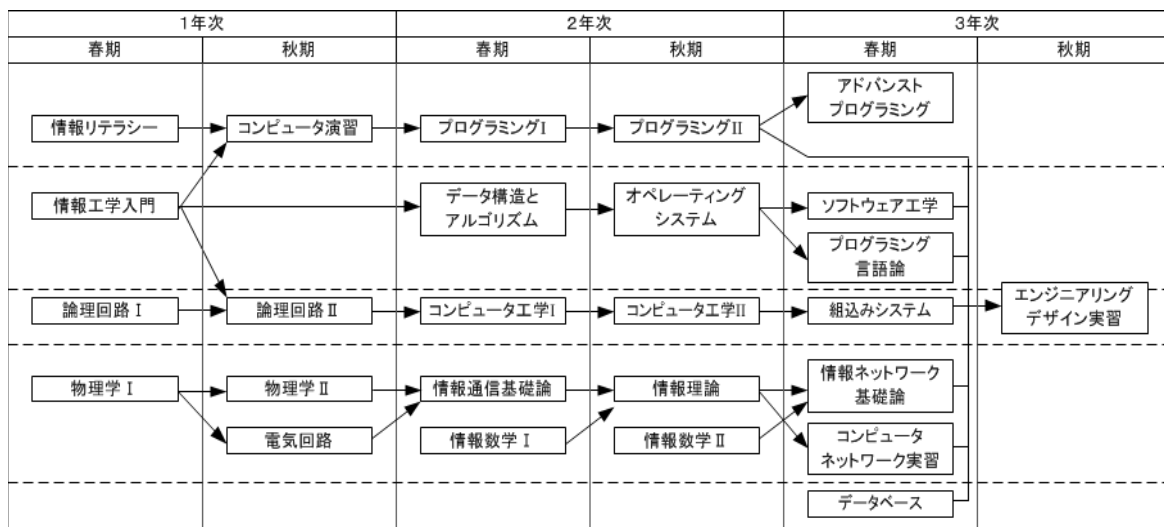 1年次
2年次
3年次
春期
秋期
春期
秋期
春期
秋期
情報リテラシー
コンピュータ演習
プログラミングI
プログラミングII
アドバンスト
プログラミング
情報工学入門
データ構造と
アルゴリズム
オペレーティング
システム
ソフトウェア工学
プログラミング
言語論
論理回路Ⅰ
論理回路Ⅱ
コンピュータ工学I
コンピュータ工学II
組込みシステム
エンジニアリング
デザイン実習
物理学Ⅰ
物理学Ⅱ
情報通信基礎論
情報理論
情報ネットワーク
基礎論
電気回路
情報数学Ⅰ
情報数学Ⅱ
コンピュータ
ネットワーク実習
データベース